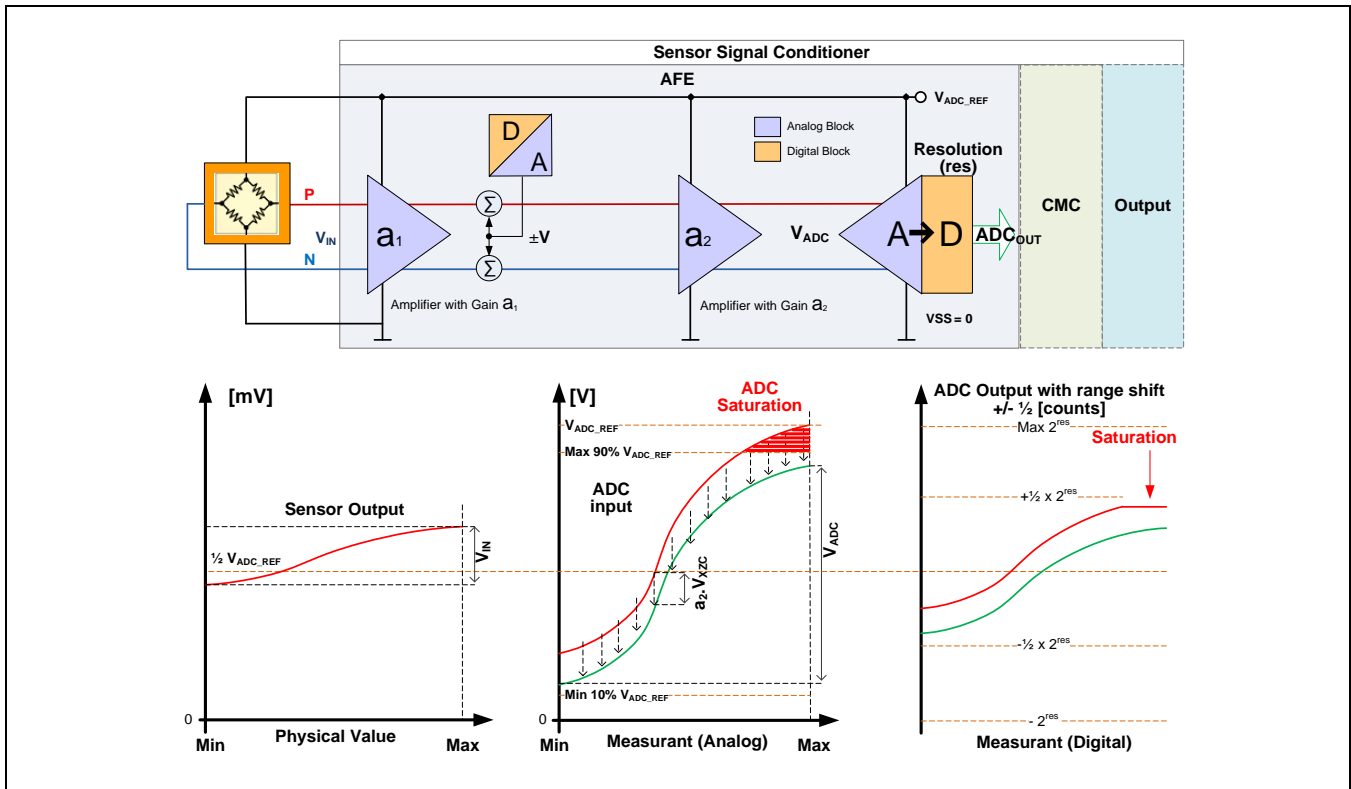 Sensor Signal Conditioner
AFE
V_ADC_REF
D
A
Analog Block
Digital Block
Resolution
(res)
CMC
Output
P
V_IN
N
a₁
Σ
±V
Σ
a₂
V_ADC
A
D
ADC_OUT
Amplifier with Gain a₁
Amplifier with Gain a₂
VSS = 0
[mV]
Sensor Output
½ V_ADC_REF
V_IN
0
Min
Physical Value
Max
[V]
ADC
Saturation
V_ADC_REF
Max 90% V_ADC_REF
ADC
input
V_ADC
a₂.V_XZC
Min 10% V_ADC_REF
0
Min
Measurant (Analog)
Max
ADC Output with range shift
+/- ½ [counts]
Max 2^res
Saturation
+½ x 2^res
-½ x 2^res
- 2^res
Measurant (Digital)